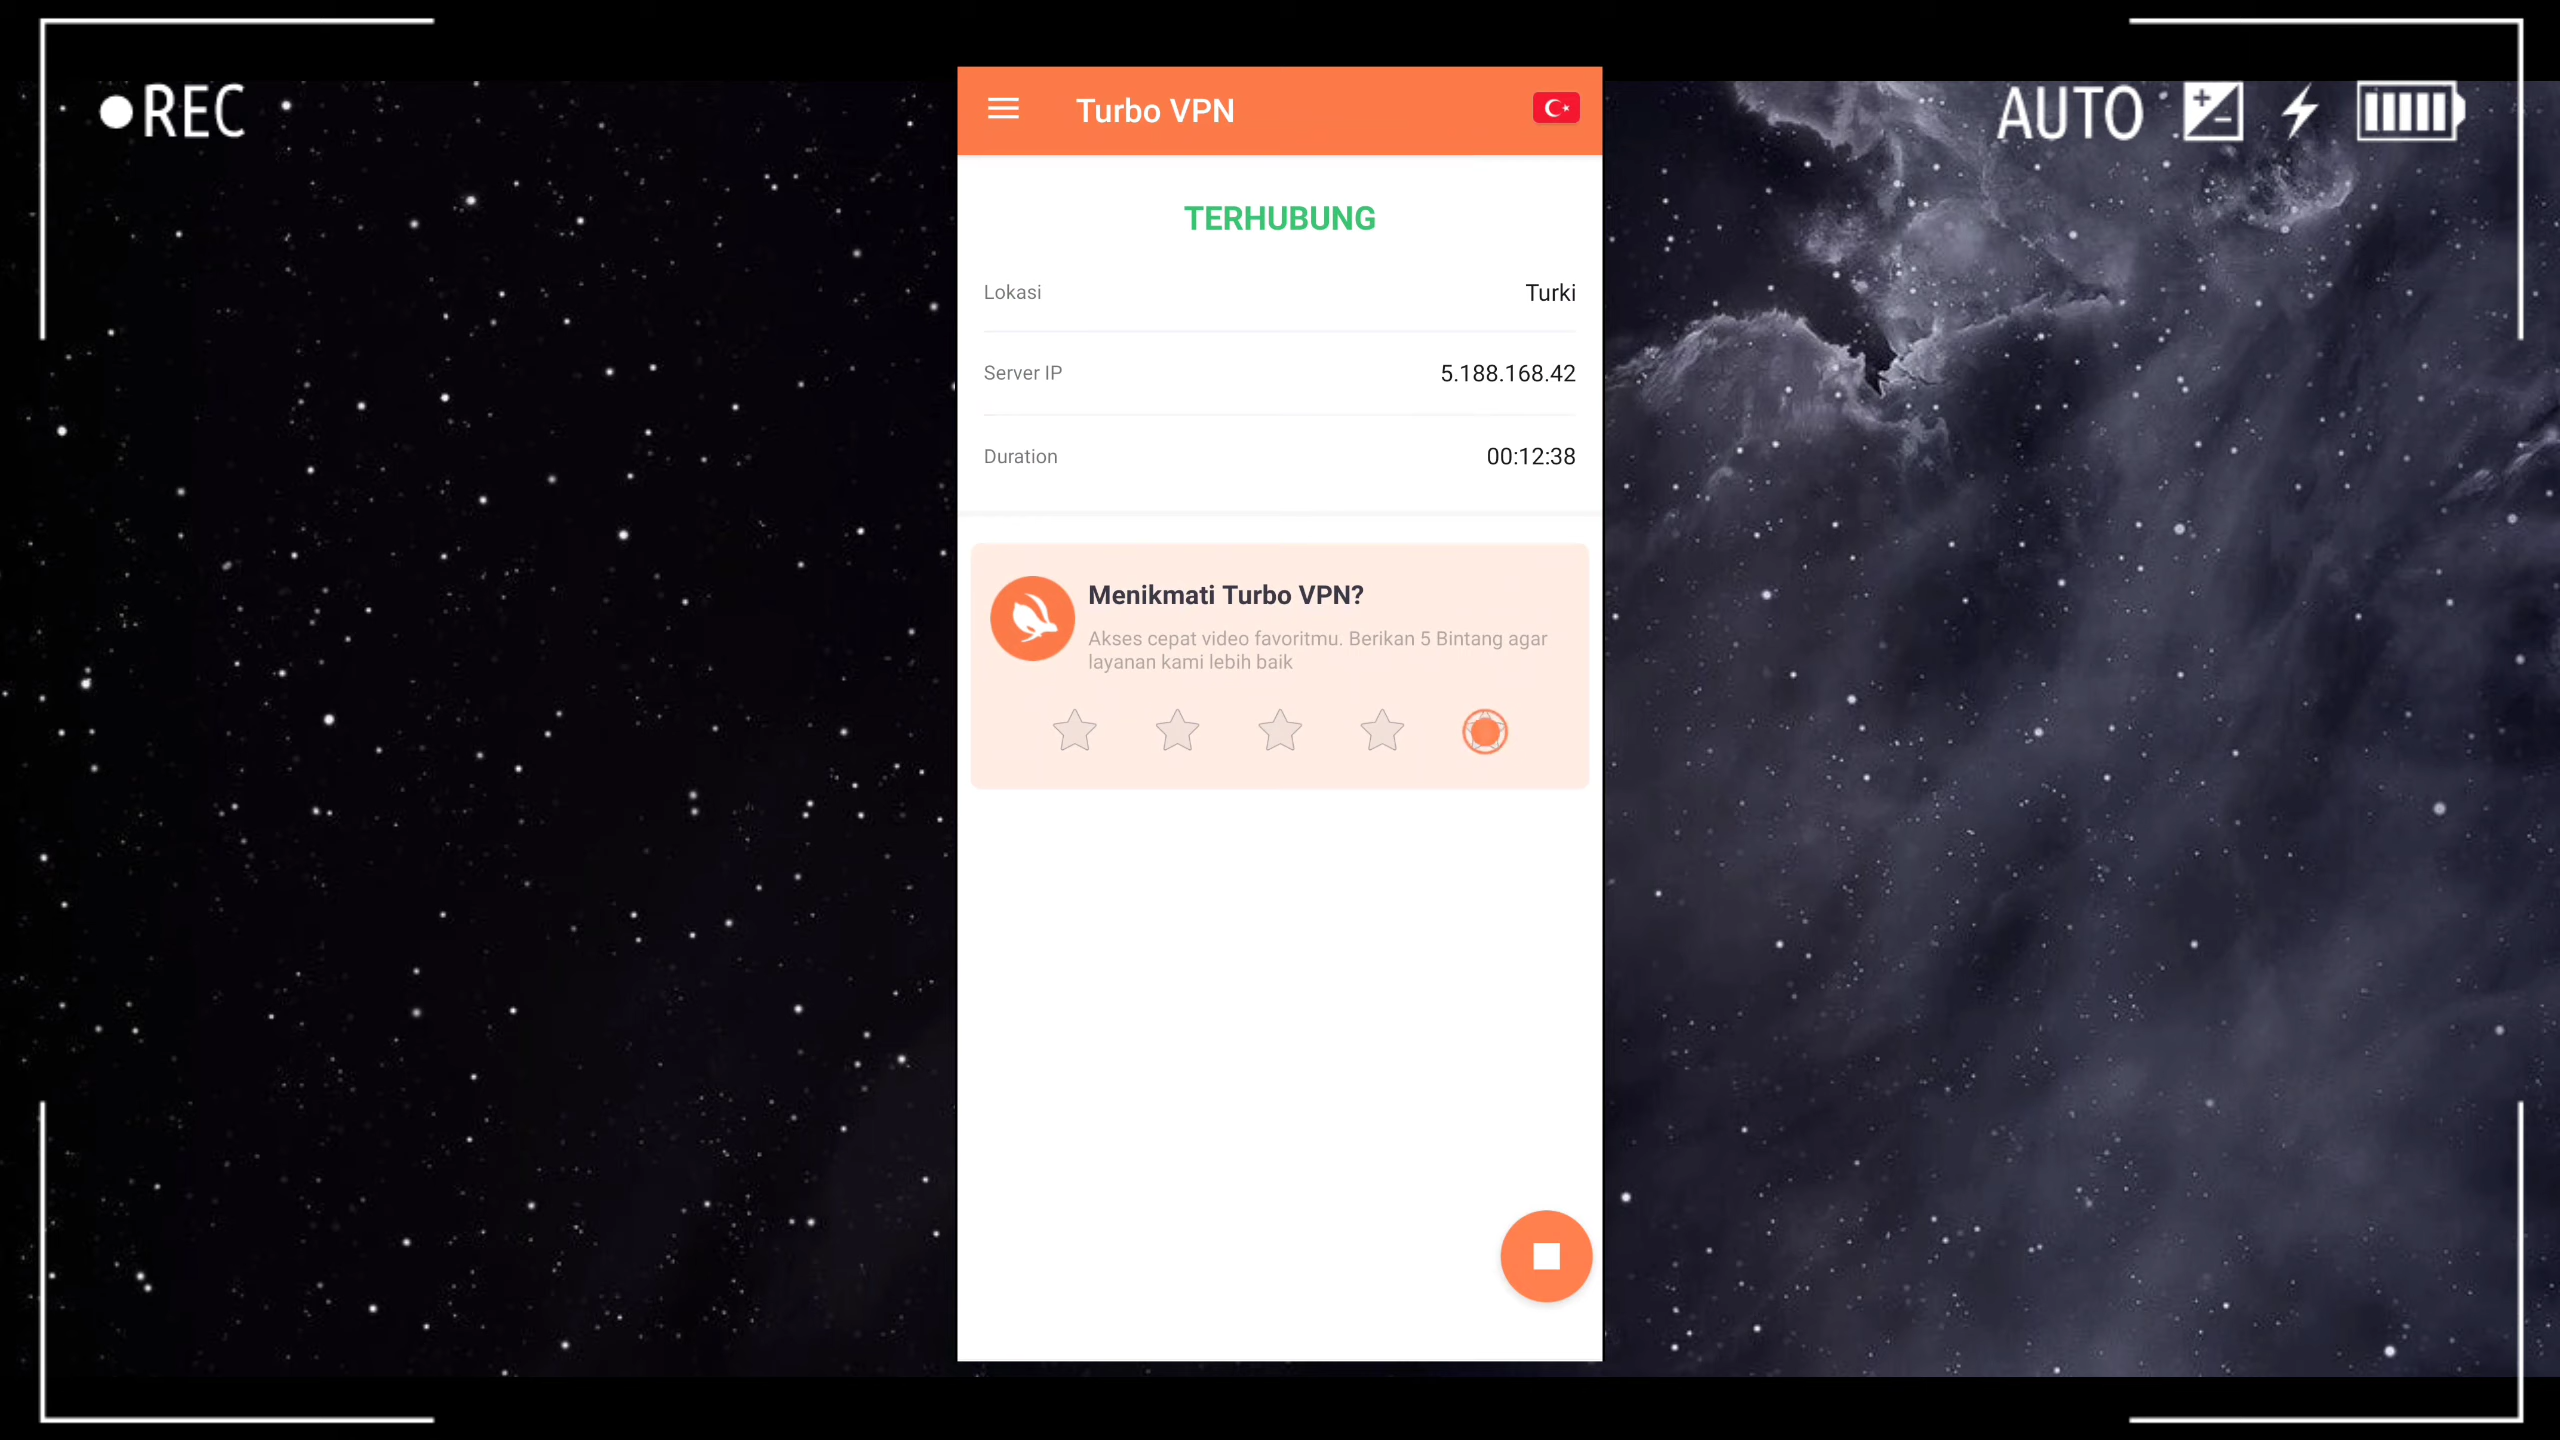 REC
AUTO
Turbo VPN
TERHUBUNG
Lokasi
Turki
Server IP
5.188.168.42
Duration
00:12:38
Menikmati Turbo VPN?
Akses cepat video favoritmu. Berikan 5 Bintang agar
layanan kami lebih baik